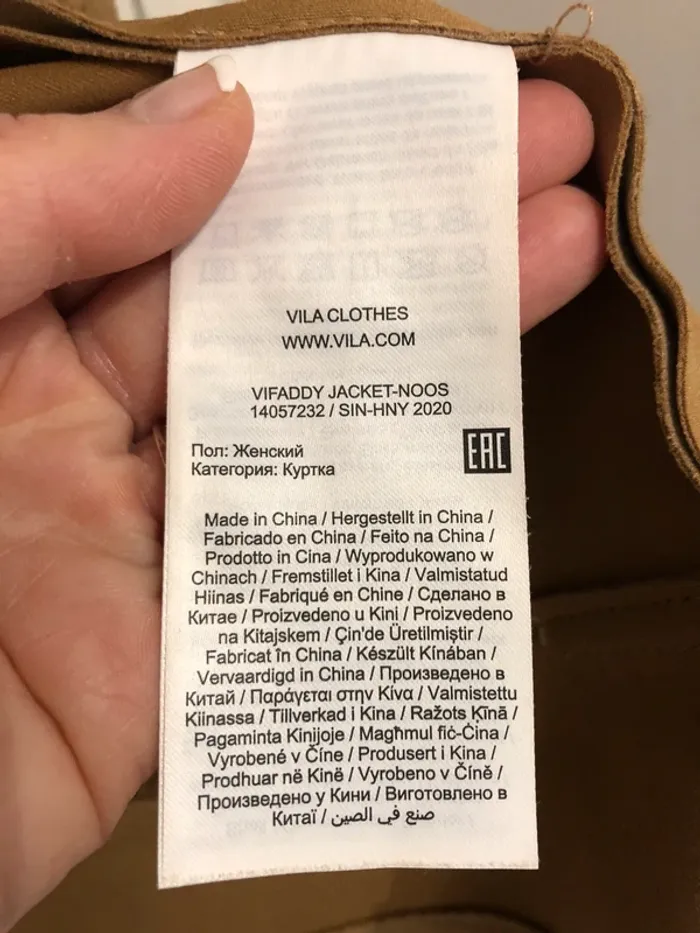 VILA CLOTHES
WWW.VILA.COM
VIFADDY JACKET-NOOS
14057232 / SIN-HNY 2020
Пол: Женский
Категория: Куртка
EAC
Made in China / Hergestellt in China /
Fabricado en China / Feito na China /
Prodotto in Cina / Wyprodukowano w
Chinach / Fremstillet i Kina / Valmistatud
Hiinas / Fabriqué en Chine / Сделано в
Китае / Proizvedeno u Kini / Proizvedeno
na Kitajskem / Çin'de Üretilmiştir /
Fabricat în China / Készült Kínában /
Vervaardigd in China / Произведено в
Китай / Παράγεται στην Κίνα / Valmistettu
Kiinassa / Tillverkad i Kina / Ražots Ķīnā /
Pagaminta Kinijoje / Magħmul fiċ-Ċina /
Vyrobené v Číne / Produsert i Kina /
Prodhuar në Kinë / Vyrobeno v Číně /
Произведено у Кини / Виготовлено в
Китаї / صنع في الصين